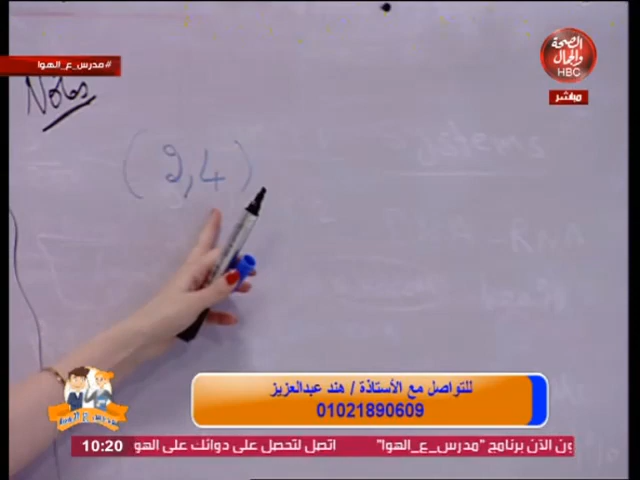 الصحة
والجمال
HBC
#مدرس_ع_الهوا
مباشر
Notes
(2,4)
للتواصل مع الأستاذة / هند عبدالعزيز
01021890609
10:20
ون الآن برنامج "مدرس_ع_الهوا"
اتصل لتحصل على دوائك على الهو